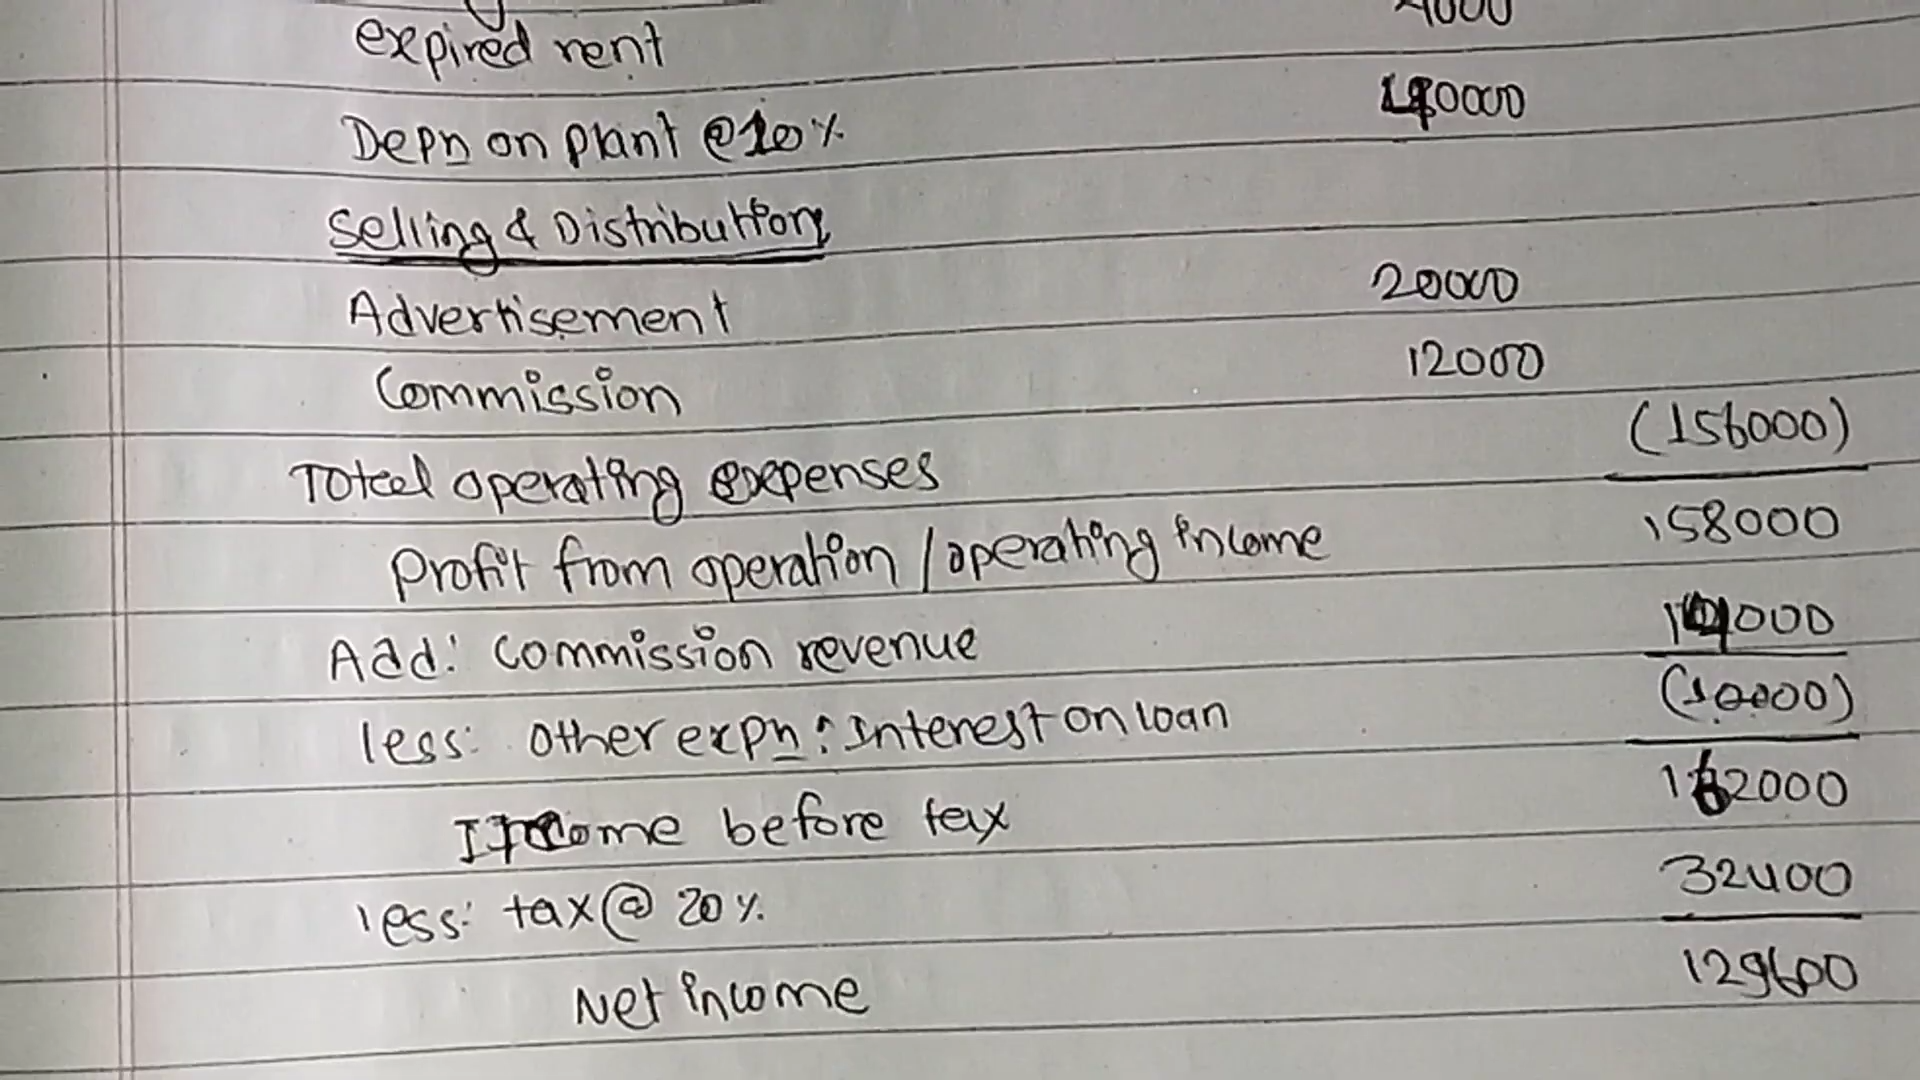 expired rent
Depn on plant @10%
Selling & Distribution
Advertisement 20000
Commission 12000
Total operating expenses (156000)
Profit from operation / operating income 158000
Add: Commission revenue 14000
less: other expn: Interest on loan (10000)
Income before tax 162000
less: tax@ 20% 32400
Net income 129600